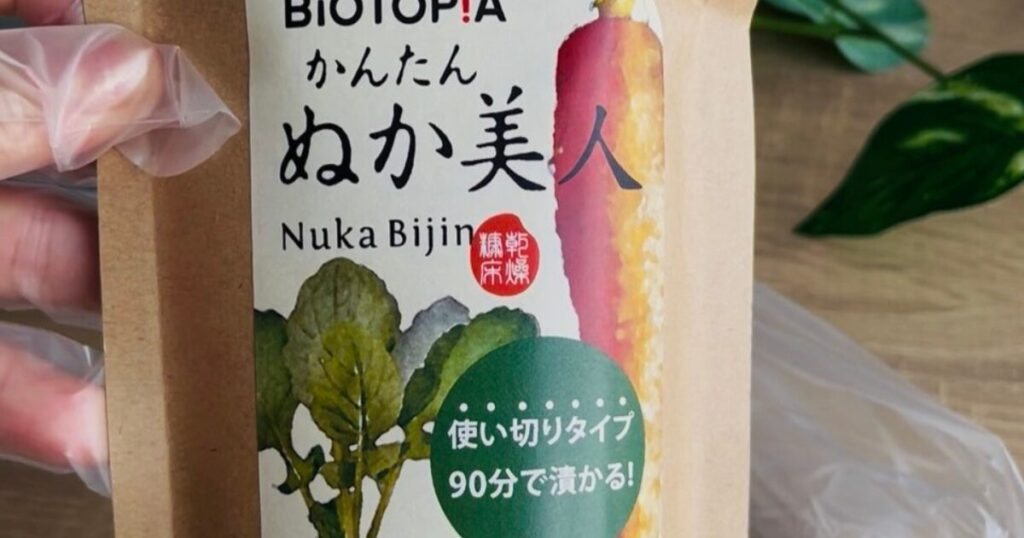 BiOTOP!A
かんたん
ぬか美人
Nuka Bijin
乾燥
糠床
使い切りタイプ
90分で漬かる!